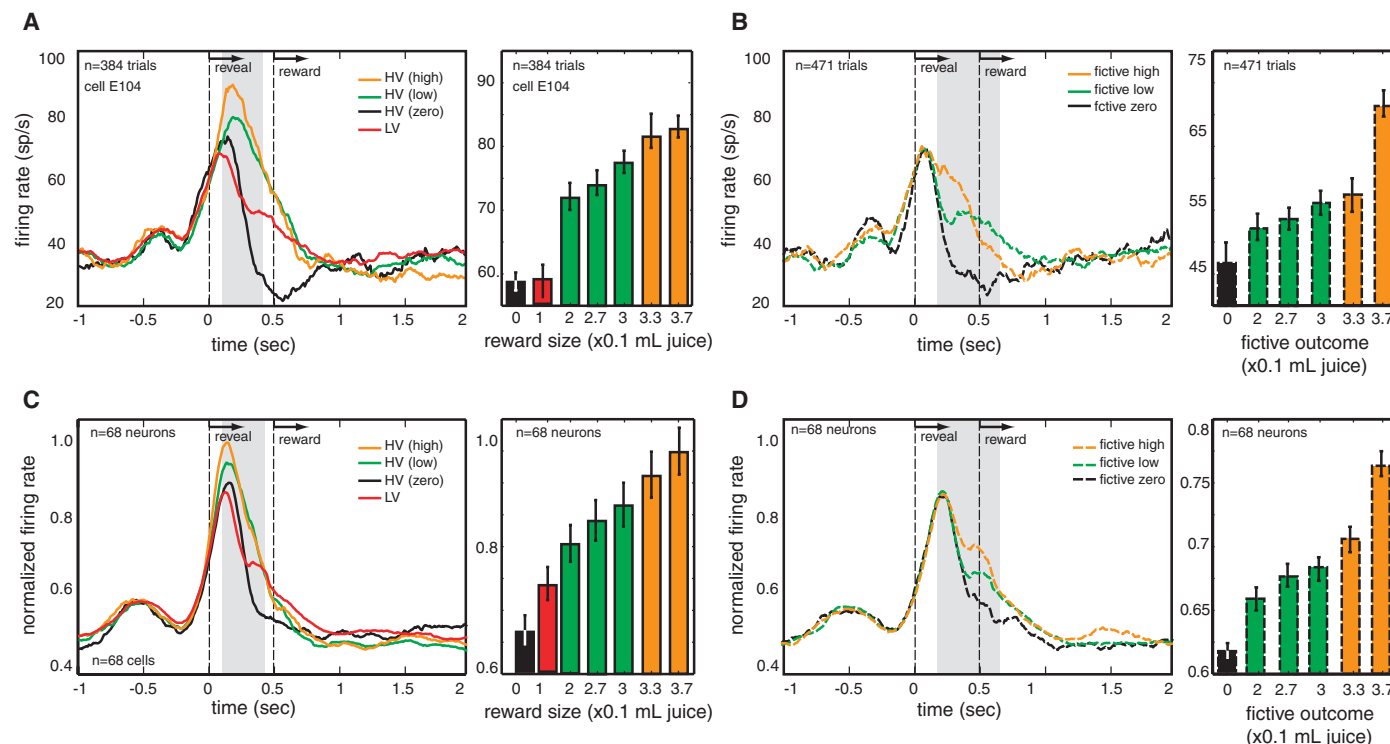 A
n=384 trials
cell E104
reveal
reward
HV (high)
HV (low)
HV (zero)
LV
100
80
60
40
20
firing rate (sp/s)
-1
-0.5
0
0.5
1
1.5
2
time (sec)
n=384 trials
cell E104
90
80
70
60
0
1
2
2.7
3
3.3
3.7
reward size (x0.1 mL juice)
B
n=471 trials
reveal
reward
fictive high
fictive low
fctive zero
100
80
60
40
20
firing rate (sp/s)
-1
-0.5
0
0.5
1
1.5
2
time (sec)
n=471 trials
75
65
55
45
0
2
2.7
3
3.3
3.7
fictive outcome
(x0.1 mL juice)
C
n=68 neurons
reveal
reward
HV (high)
HV (low)
HV (zero)
LV
1.0
0.8
0.6
0.4
normalized firing rate
n=68 cells
-1
-0.5
0
0.5
1
1.5
2
time (sec)
n=68 neurons
1.0
0.8
0.6
0
1
2
2.7
3
3.3
3.7
reward size (x0.1 mL juice)
D
n=68 neurons
reveal
reward
fictive high
fictive low
fictive zero
1.0
0.8
0.6
0.4
normalized firing rate
-1
-0.5
0
0.5
1
1.5
2
time (sec)
n=68 neurons
0.8
0.75
0.7
0.65
0.6
0
2
2.7
3
3.3
3.7
fictive outcome
(x0.1 mL juice)